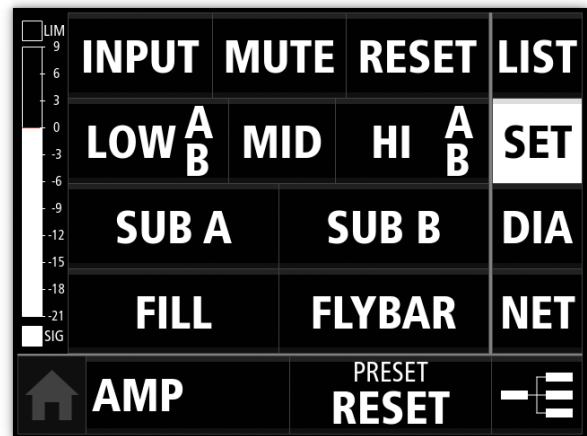 LIM
9
6
3
0
-3
-6
-9
-12
-15
-18
-21
SIG
INPUT MUTE RESET LIST
LOW A B MID HI A B SET
SUB A SUB B DIA
FILL FLYBAR NET
AMP PRESET RESET